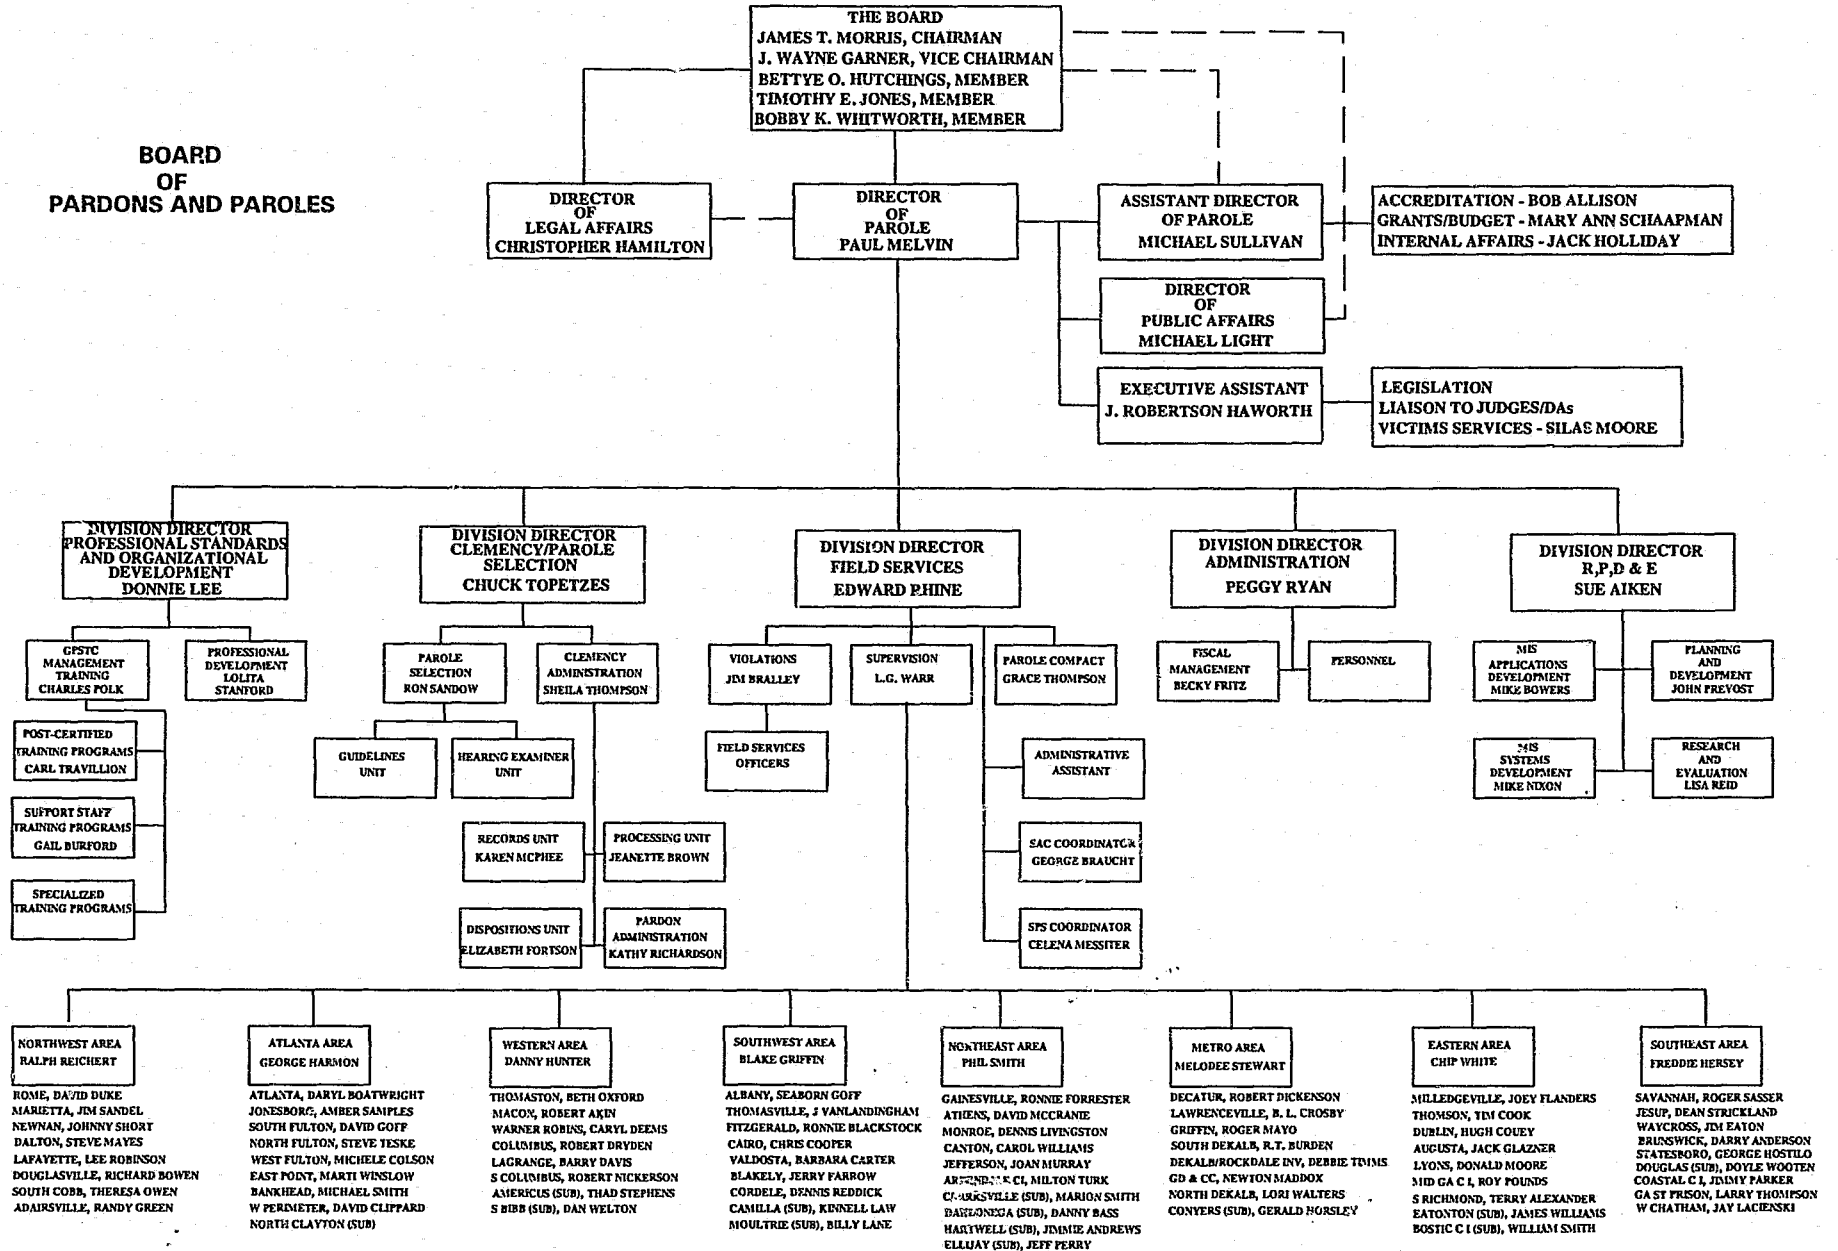 THE BOARD
JAMES T. MORRIS, CHAIRMAN
J. WAYNE GARNER, VICE CHAIRMAN
BETTYE O. HUTCHINGS, MEMBER
TIMOTHY E. JONES, MEMBER
BOBBY K. WHITWORTH, MEMBER
BOARD
OF
PARDONS AND PAROLES
DIRECTOR
OF
LEGAL AFFAIRS
CHRISTOPHER HAMILTON
DIRECTOR
OF
PAROLE
PAUL MELVIN
ASSISTANT DIRECTOR
OF PAROLE
MICHAEL SULLIVAN
ACCREDITATION - BOB ALLISON
GRANTS/BUDGET - MARY ANN SCHAAPMAN
INTERNAL AFFAIRS - JACK HOLLIDAY
DIRECTOR
OF
PUBLIC AFFAIRS
MICHAEL LIGHT
EXECUTIVE ASSISTANT
J. ROBERTSON HAWORTH
LEGISLATION
LIAISON TO JUDGES/DAs
VICTIMS SERVICES - SILAS MOORE
DIVISION DIRECTOR
PROFESSIONAL STANDARDS
AND ORGANIZATIONAL
DEVELOPMENT
DONNIE LEE
DIVISION DIRECTOR
CLEMENCY/PAROLE
SELECTION
CHUCK TOPETZES
DIVISION DIRECTOR
FIELD SERVICES
EDWARD RHINE
DIVISION DIRECTOR
ADMINISTRATION
PEGGY RYAN
DIVISION DIRECTOR
R,P,D & E
SUE AIKEN
GPSTC
MANAGEMENT
TRAINING
CHARLES POLK
PROFESSIONAL
DEVELOPMENT
LOLITA
STANFORD
PAROLE
SELECTION
RON SANDOW
CLEMENCY
ADMINISTRATION
SHEILA THOMPSON
VIOLATIONS
JIM BRALLEY
SUPERVISION
L.G. WARR
PAROLE COMPACT
GRACE THOMPSON
FISCAL
MANAGEMENT
BECKY FRITZ
PERSONNEL
MIS
APPLICATIONS
DEVELOPMENT
MIKE BOWERS
PLANNING
AND
DEVELOPMENT
JOHN PREVOST
POST-CERTIFIED
TRAINING PROGRAMS
CARL TRAVILLION
GUIDELINES
UNIT
HEARING EXAMINER
UNIT
FIELD SERVICES
OFFICERS
ADMINISTRATIVE
ASSISTANT
MIS
SYSTEMS
DEVELOPMENT
MIKE NIXON
RESEARCH
AND
EVALUATION
LISA REID
SUPPORT STAFF
TRAINING PROGRAMS
GAIL BURFORD
RECORDS UNIT
KAREN MCPHEE
PROCESSING UNIT
JEANETTE BROWN
SAC COORDINATOR
GEORGE BRAUCHT
SPECIALIZED
TRAINING PROGRAMS
DISPOSITIONS UNIT
ELIZABETH FORTSON
PARDON
ADMINISTRATION
KATHY RICHARDSON
SPS COORDINATOR
CELENA MESSITER
NORTHWEST AREA
RALPH REICHERT
ROME, DAVID DUKE
MARIETTA, JIM SANDEL
NEWNAN, JOHNNY SHORT
DALTON, STEVE MAYES
LAFAYETTE, LEE ROBINSON
DOUGLASVILLE, RICHARD BOWEN
SOUTH COBB, THERESA OWEN
ADAIRSVILLE, RANDY GREEN
ATLANTA AREA
GEORGE HARMON
ATLANTA, DARYL BOATWRIGHT
JONESBORO, AMBER SAMPLES
SOUTH FULTON, DAVID GOFF
NORTH FULTON, STEVE TESKE
WEST FULTON, MICHELE COLSON
EAST POINT, MARTI WINSLOW
BANKHEAD, MICHAEL SMITH
W PERIMETER, DAVID CLIPPARD
NORTH CLAYTON (SUB)
WESTERN AREA
DANNY HUNTER
THOMASTON, BETH OXFORD
MACON, ROBERT AKIN
WARNER ROBINS, CARYL DEEMS
COLUMBUS, ROBERT DRYDEN
LAGRANGE, BARRY DAVIS
S COLUMBUS, ROBERT NICKERSON
AMERICUS (SUB), THAD STEPHENS
S BIBB (SUB), DAN WELTON
SOUTHWEST AREA
BLAKE GRIFFIN
ALBANY, SEABORN GOFF
THOMASVILLE, J VANLANDINGHAM
FITZGERALD, RONNIE BLACKSTOCK
CAIRO, CHRIS COOPER
VALDOSTA, BARBARA CARTER
BLAKELY, JERRY FARROW
CORDELE, DENNIS REDDICK
CAMILLA (SUB), KINNELL LAW
MOULTRIE (SUB), BILLY LANE
NORTHEAST AREA
PHIL SMITH
GAINESVILLE, RONNIE FORRESTER
ATHENS, DAVID MCCRANIE
MONROE, DENNIS LIVINGSTON
CANTON, CAROL WILLIAMS
JEFFERSON, JOAN MURRAY
CI, MILTON TURK
CLARKSVILLE (SUB), MARION SMITH
DAHLONEGA (SUB), DANNY BASS
HARTWELL (SUB), JIMMIE ANDREWS
ELLIJAY (SUB), JEFF PERRY
METRO AREA
MELODEE STEWART
DECATUR, ROBERT DICKENSON
LAWRENCEVILLE, B. L. CROSBY
GRIFFIN, ROGER MAYO
SOUTH DEKALB, R.T. BURDEN
DEKALB/ROCKDALE INV, DEBBIE TIMMS
GD & CC, NEWTON MADDOX
NORTH DEKALB, LORI WALTERS
CONYERS (SUB), GERALD HORSLEY
EASTERN AREA
CHIP WHITE
MILLEDGEVILLE, JOEY FLANDERS
THOMSON, TIM COOK
DUBLIN, HUGH COUEY
AUGUSTA, JACK GLAZNER
LYONS, DONALD MOORE
MID GA C I, ROY POUNDS
S RICHMOND, TERRY ALEXANDER
EATONTON (SUB), JAMES WILLIAMS
BOSTIC C I (SUB), WILLIAM SMITH
SOUTHEAST AREA
FREDDIE HERSEY
SAVANNAH, ROGER SASSER
JESUP, DEAN STRICKLAND
WAYCROSS, JIM EATON
BRUNSWICK, DARRY ANDERSON
STATESBORO, GEORGE HOSTILO
DOUGLAS (SUB), DOYLE WOOTEN
COASTAL C I, JIMMY PARKER
GA ST PRISON, LARRY THOMPSON
W CHATHAM, JAY LACIENSKI